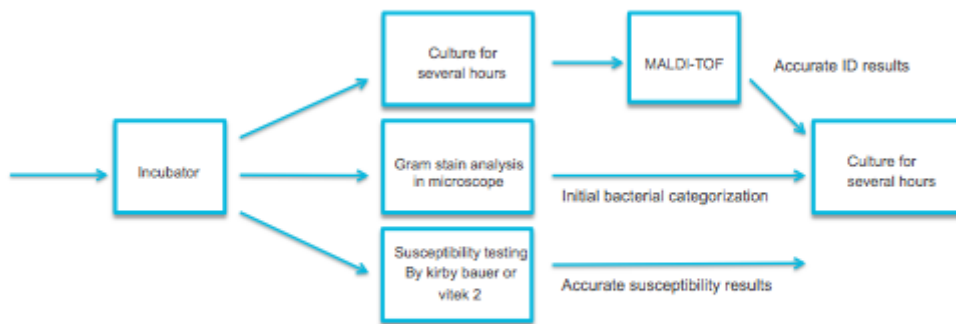 Culture for
several hours
MALDI-TOF
Accurate ID results
Incubator
Gram stain analysis
in microscope
Initial bacterial categorization
Culture for
several hours
Susceptibility testing
By kirby bauer or
vitek 2
Accurate susceptibility results